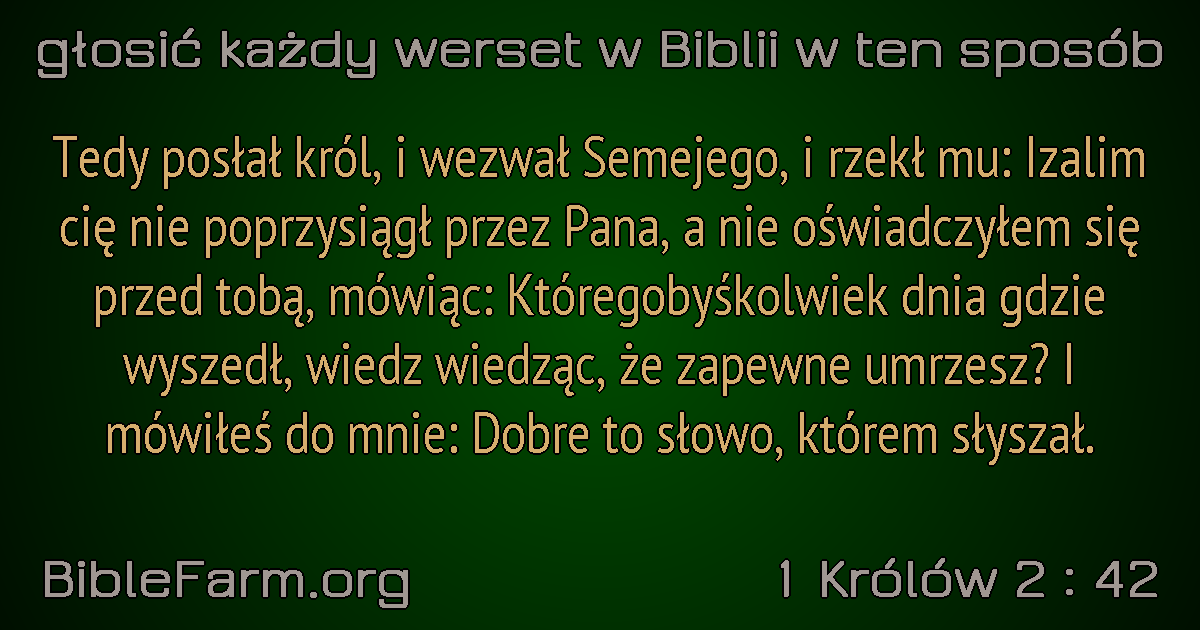 głosić każdy werset w Biblii w ten sposób
Tedy posłał król, i wezwał Semejego, i rzekł mu: Izalim
cię nie poprzysiągł przez Pana, a nie oświadczyłem się
przed tobą, mówiąc: Któregobyśkolwiek dnia gdzie
wyszedł, wiedz wiedząc, że zapewne umrzesz? I
mówiłeś do mnie: Dobre to słowo, którem słyszał.
BibleFarm.org
1 Królów 2 : 42